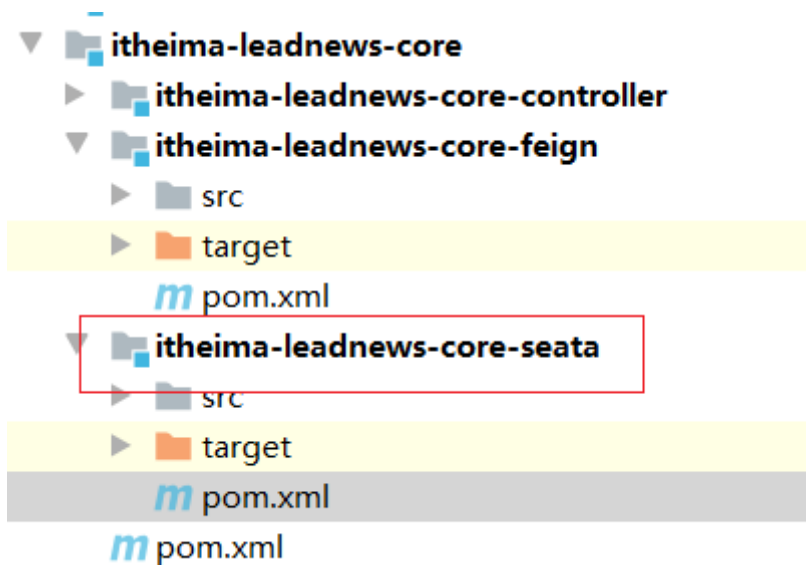 itheima-leadnews-core
itheima-leadnews-core-controller
itheima-leadnews-core-feign
src
target
m pom.xml
itheima-leadnews-core-seata
src
target
m pom.xml
m pom.xml